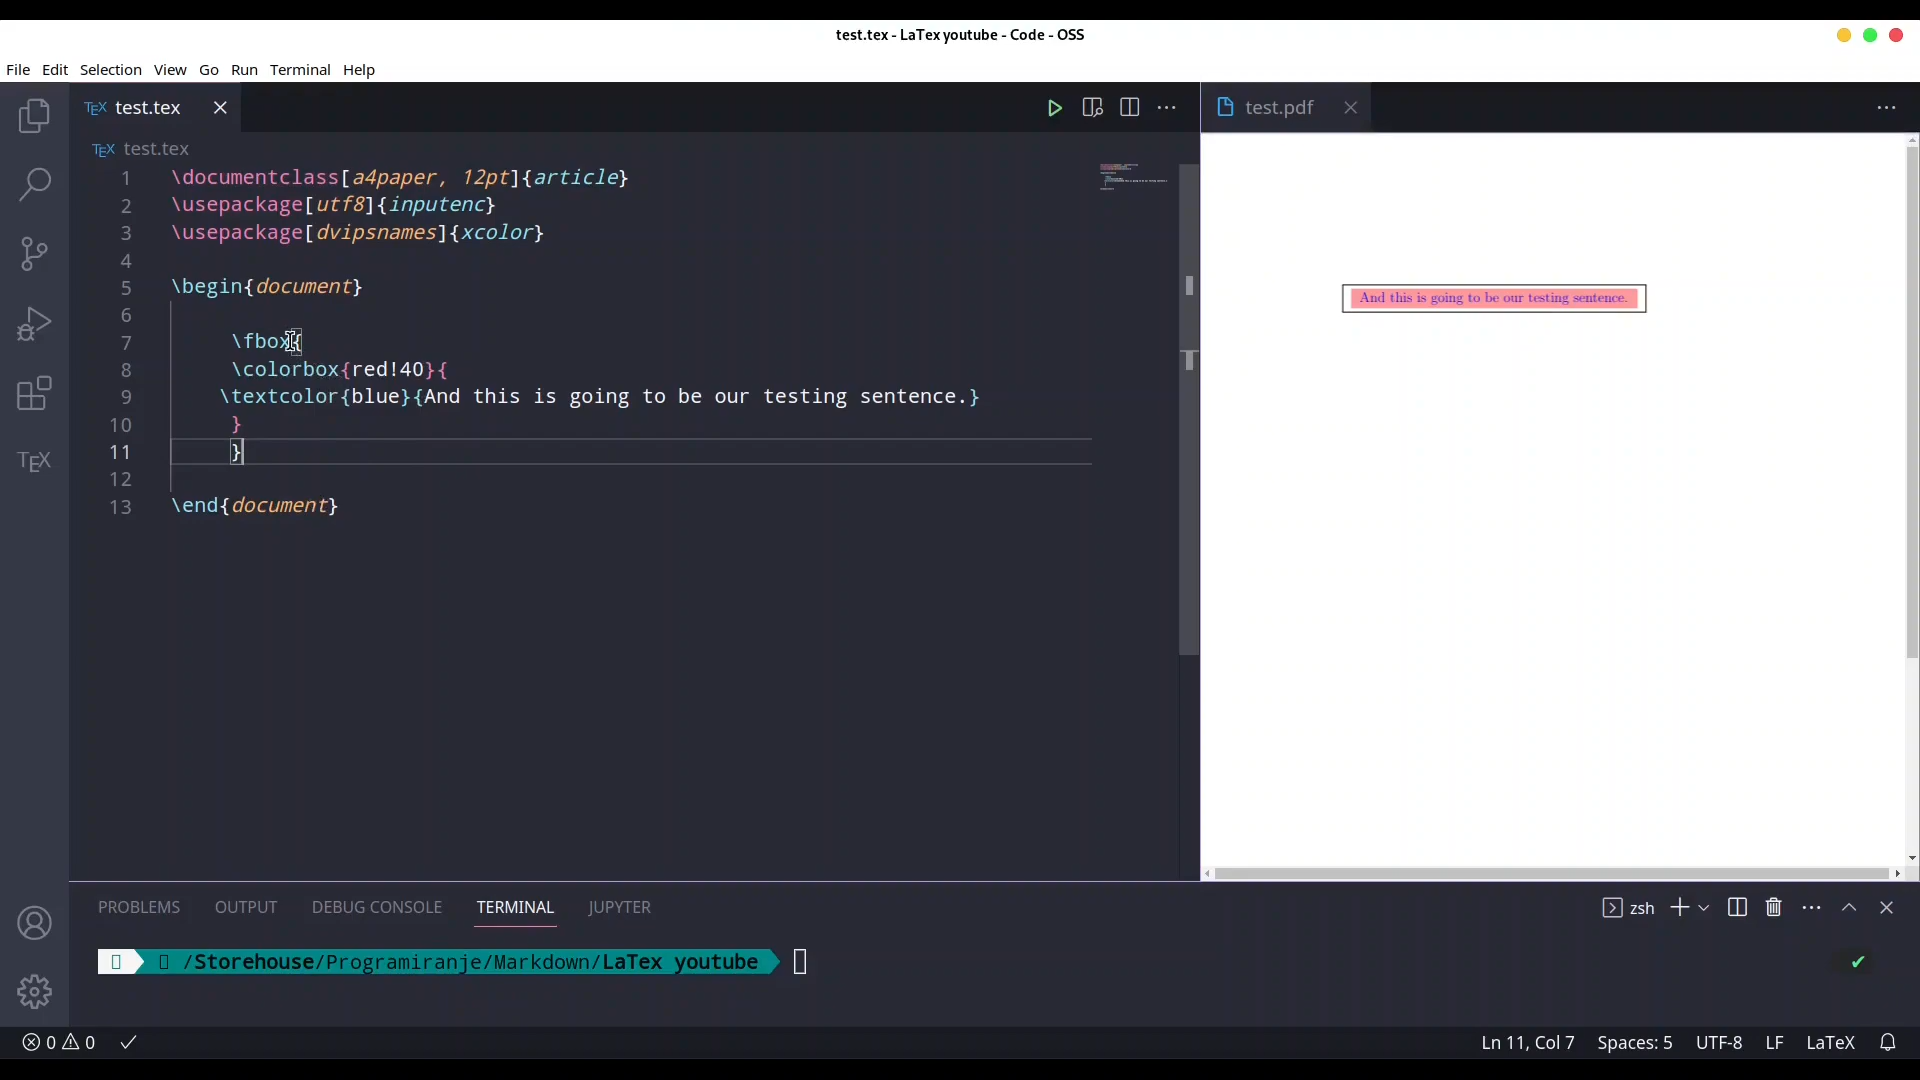 test.tex - LaTex youtube - Code - OSS
File Edit Selection View Go Run Terminal Help
TEX test.tex
test.pdf
TEX test.tex
1 \documentclass[a4paper, 12pt]{article}
2 \usepackage[utf8]{inputenc}
3 \usepackage[dvipsnames]{xcolor}
4
5 \begin{document}
6
7 \fbox{
8 \colorbox{red!40}{
9 \textcolor{blue}{And this is going to be our testing sentence.}
10 }
11 }
12
13 \end{document}
TEX
And this is going to be our testing sentence.
PROBLEMS OUTPUT DEBUG CONSOLE TERMINAL JUPYTER
zsh
/Storehouse/Programiranje/Markdown/LaTex youtube
0 0
Ln 11, Col 7 Spaces: 5 UTF-8 LF LaTeX